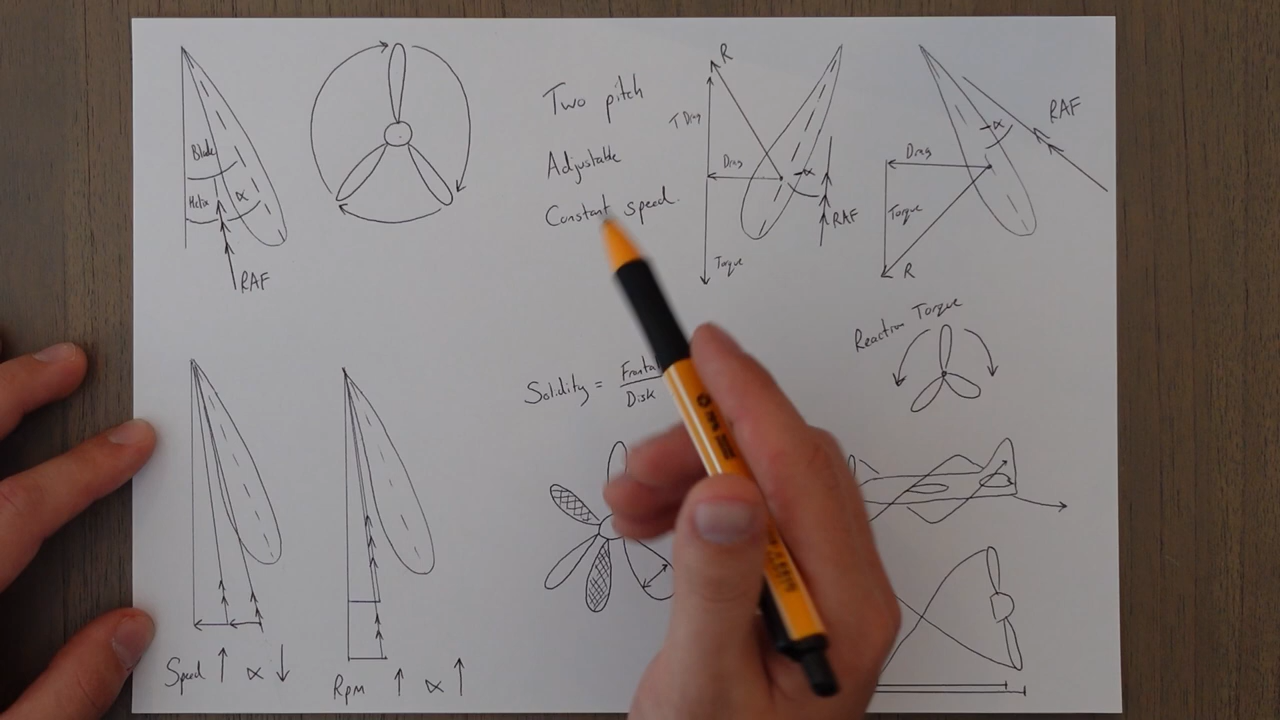 Blade
Helix α
RAF
Two pitch
Adjustable
Constant speed.
R
T Drag
Drag
α
RAF
Torque
α
RAF
Drag
Torque
R
Reaction Torque
Solidity = Fronta
Disk
Speed ↑ α ↓
Rpm ↑ α ↑